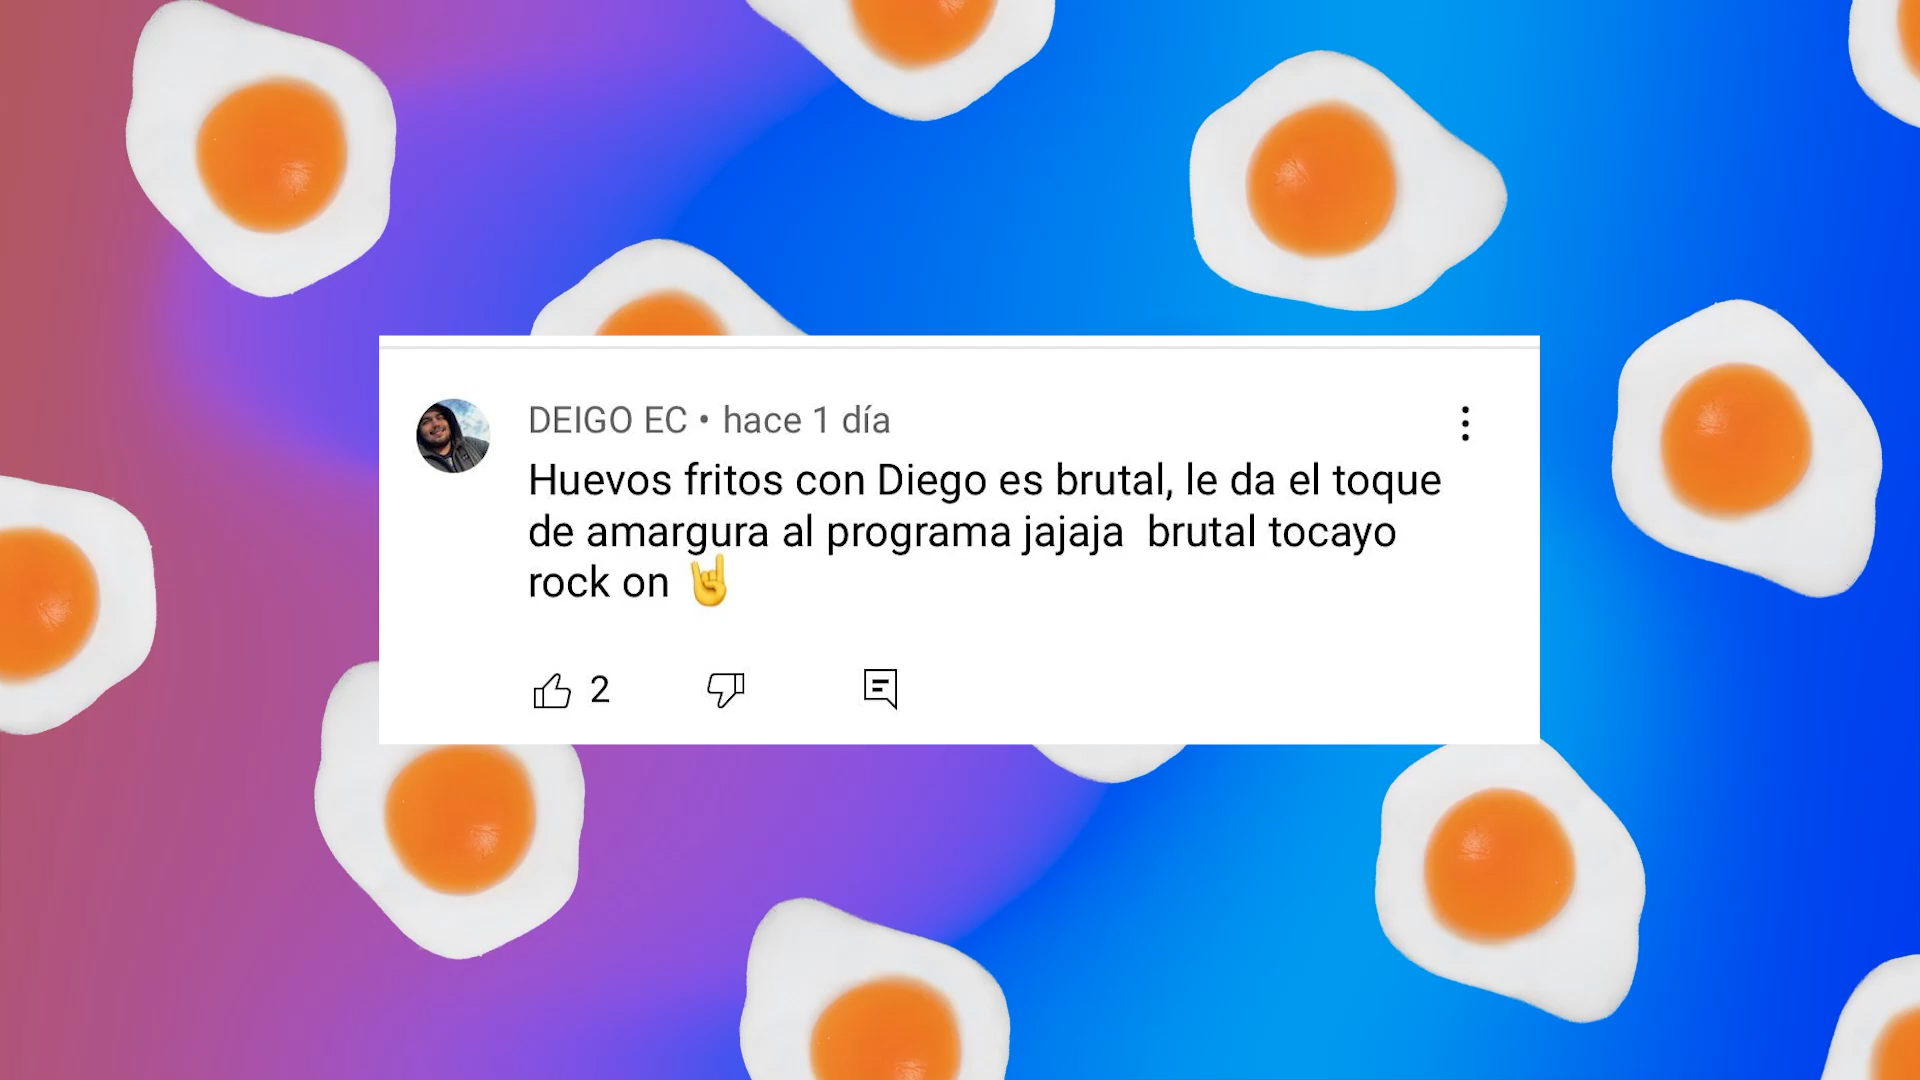 DEIGO EC • hace 1 día
Huevos fritos con Diego es brutal, le da el toque
de amargura al programa jajaja  brutal tocayo
rock on 🤘
2